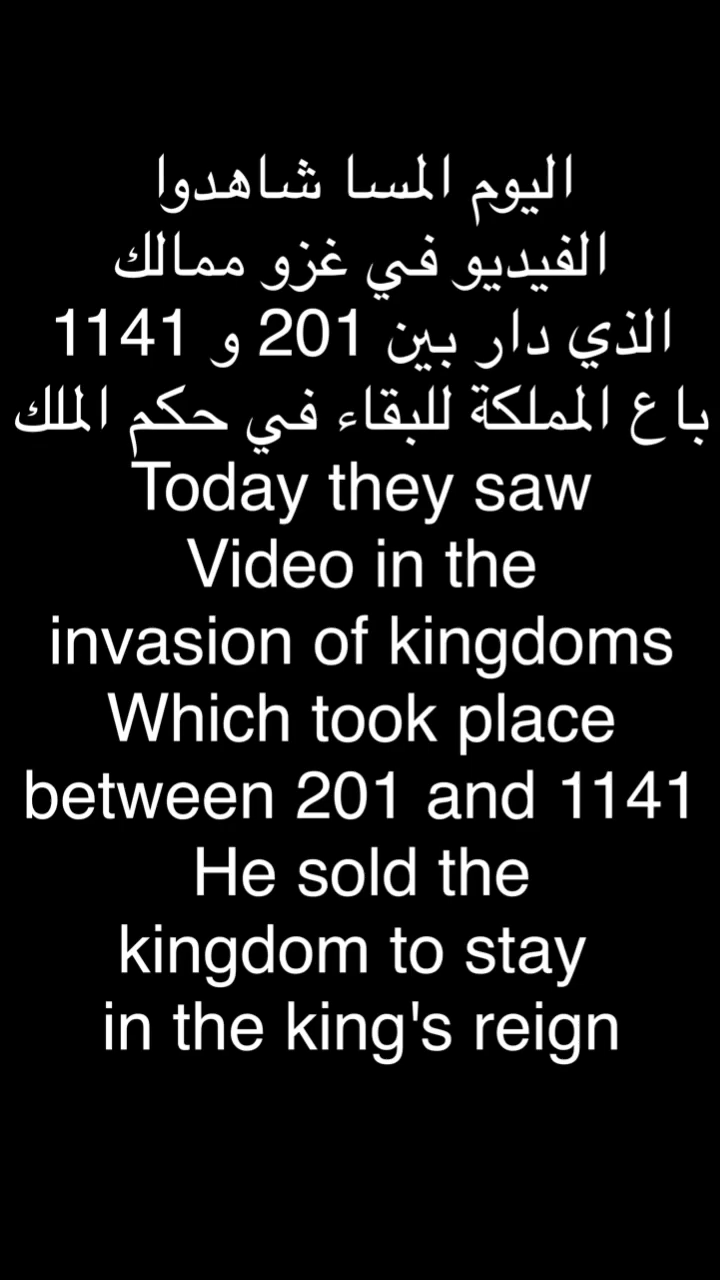 اليوم المسا شاهدوا
الفيديو في غزو ممالك
الذي دار بين 201 و 1141
باع المملكة للبقاء في حكم الملك
Today they saw
Video in the
invasion of kingdoms
Which took place
between 201 and 1141
He sold the
kingdom to stay
in the king's reign